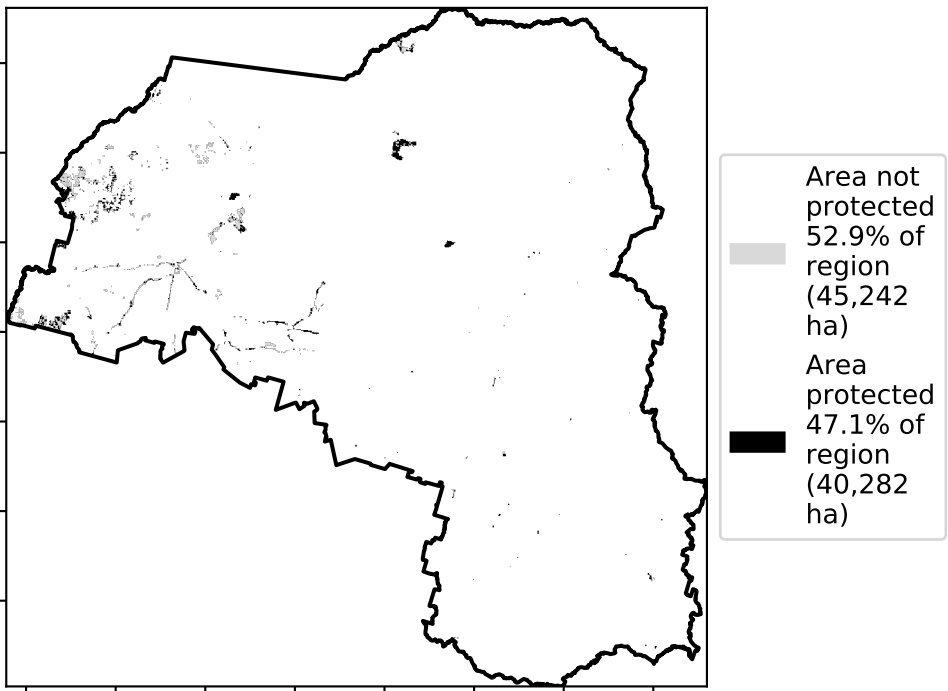 Area not
protected
52.9% of
region
(45,242
ha)
Area
protected
47.1% of
region
(40,282
ha)